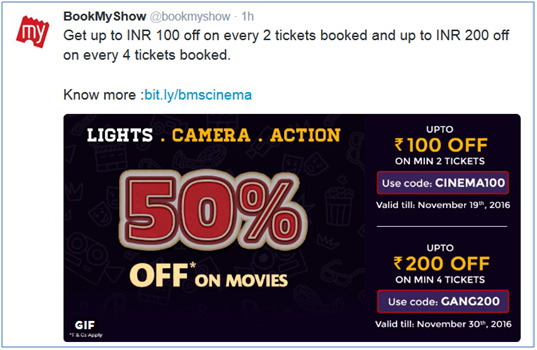 BookMyShow @bookmyshow · 1h
Get up to INR 100 off on every 2 tickets booked and up to INR 200 off
on every 4 tickets booked.
Know more :bit.ly/bmscinema
my
LIGHTS . CAMERA . ACTION
50%
OFF* ON MOVIES
GIF
*T & Cs Apply
UPTO
₹100 OFF
ON MIN 2 TICKETS
Use code: CINEMA100
Valid till: November 19th, 2016
UPTO
₹200 OFF
ON MIN 4 TICKETS
Use code: GANG200
Valid till: November 30th, 2016